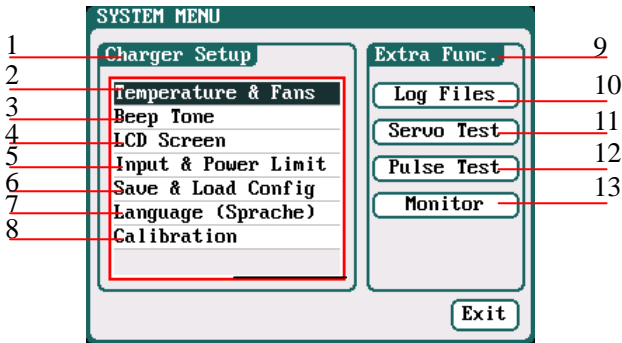 SYSTEM MENU
1 Charger Setup
2 Temperature & Fans
3 Beep Tone
4 LCD Screen
5 Input & Power Limit
6 Save & Load Config
7 Language (Sprache)
8 Calibration
Extra Func. 9
Log Files 10
Servo Test 11
Pulse Test 12
Monitor 13
Exit